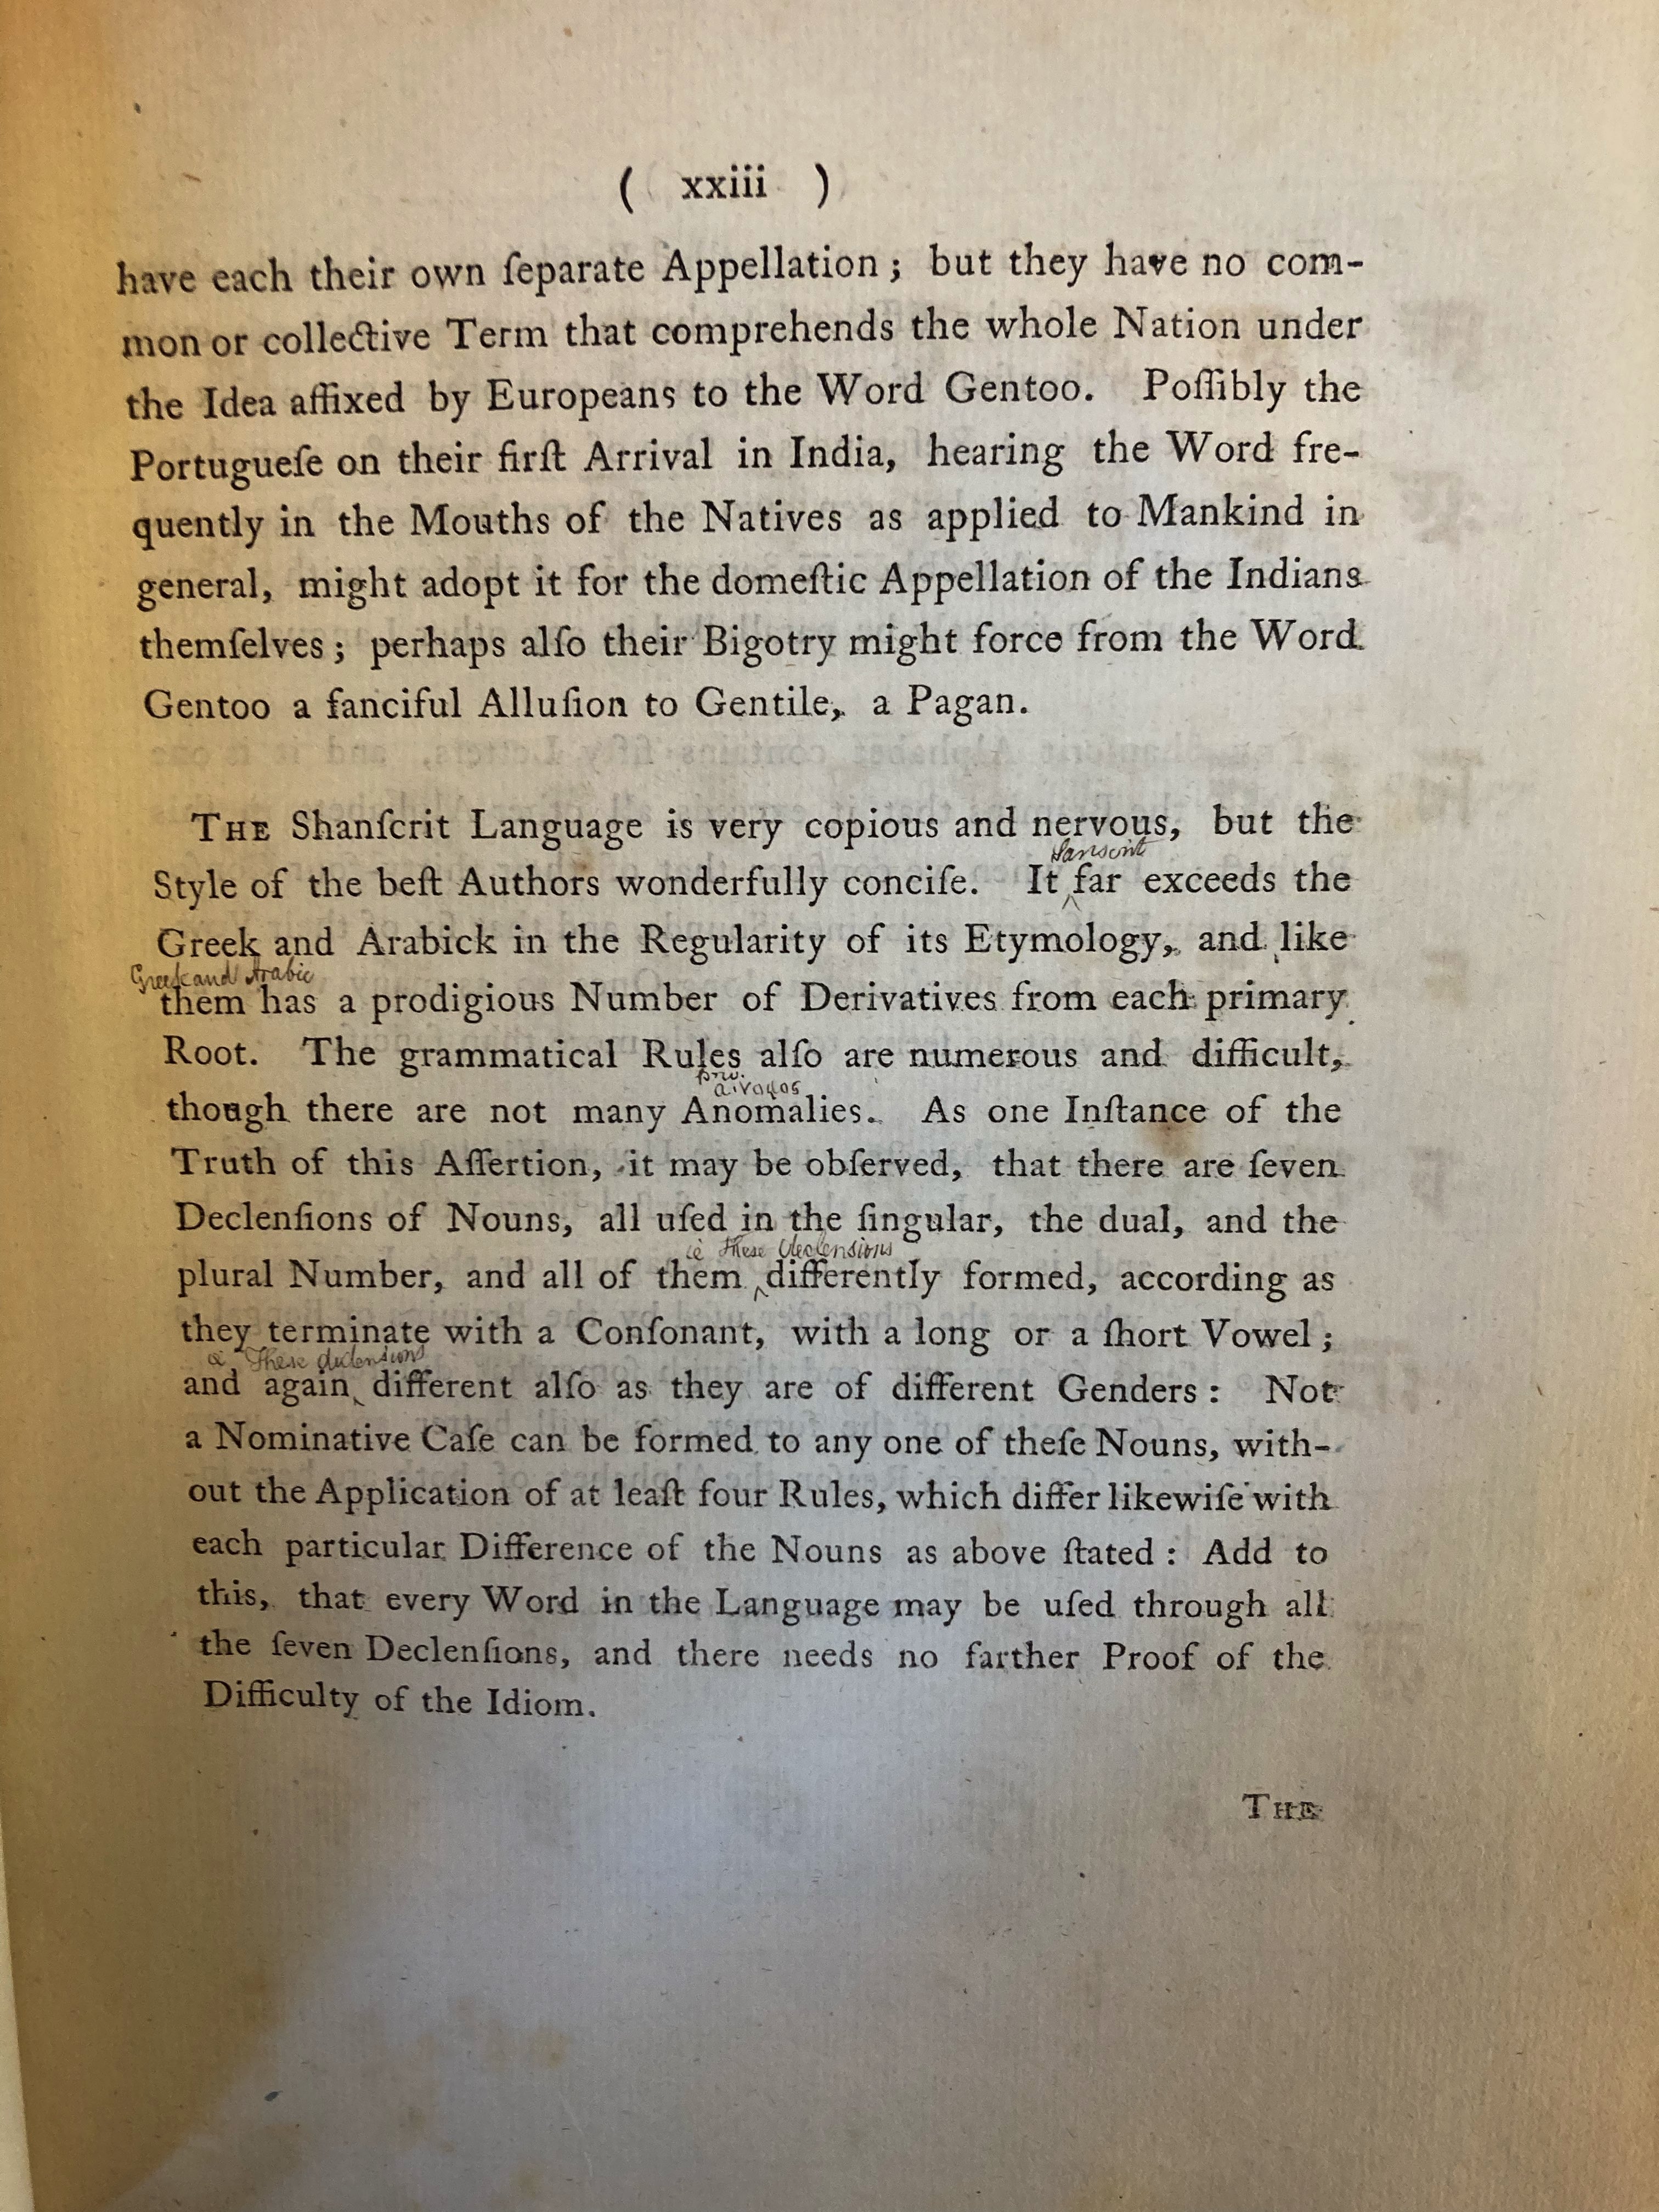 ( xxiii )
have each their own ſeparate Appellation; but they have no com-
mon or collective Term that comprehends the whole Nation under
the Idea affixed by Europeans to the Word Gentoo. Poſſibly the
Portugueſe on their firſt Arrival in India, hearing the Word fre-
quently in the Mouths of the Natives as applied to Mankind in
general, might adopt it for the domeſtic Appellation of the Indians
themſelves; perhaps alſo their Bigotry might force from the Word
Gentoo a fanciful Alluſion to Gentile, a Pagan.
THE Shanſcrit Language is very copious and nervous, but the
Sanscrit
Style of the beſt Authors wonderfully conciſe. It ‸ far exceeds the
Greek and Arabick in the Regularity of its Etymology, and like
Greek and Arabic
them has a prodigious Number of Derivatives from each primary
Root. The grammatical Rules alſo are numerous and difficult,
though there are not many Anomalies. As one Inſtance of the
Truth of this Aſſertion, it may be obſerved, that there are ſeven
Declenſions of Nouns, all uſed in the ſingular, the dual, and the
ie these declensions
plural Number, and all of them ‸ differently formed, according as
they terminate with a Conſonant, with a long or a ſhort Vowel;
These declensions
and again ‸ different alſo as they are of different Genders: Not
a Nominative Caſe can be formed to any one of theſe Nouns, with-
out the Application of at leaſt four Rules, which differ likewiſe with
each particular Difference of the Nouns as above ſtated: Add to
this, that every Word in the Language may be uſed through all
the ſeven Declenſions, and there needs no farther Proof of the
Difficulty of the Idiom.
THE